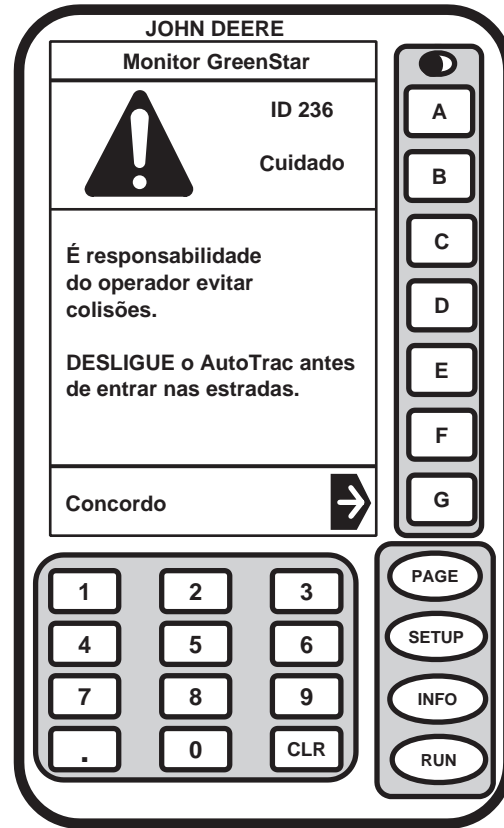 JOHN DEERE
Monitor GreenStar
ID 236
Cuidado
É responsabilidade
do operador evitar
colisões.
DESLIGUE o AutoTrac antes
de entrar nas estradas.
Concordo
A
B
C
D
E
F
G
1 2 3
4 5 6
7 8 9
. 0 CLR
PAGE
SETUP
INFO
RUN